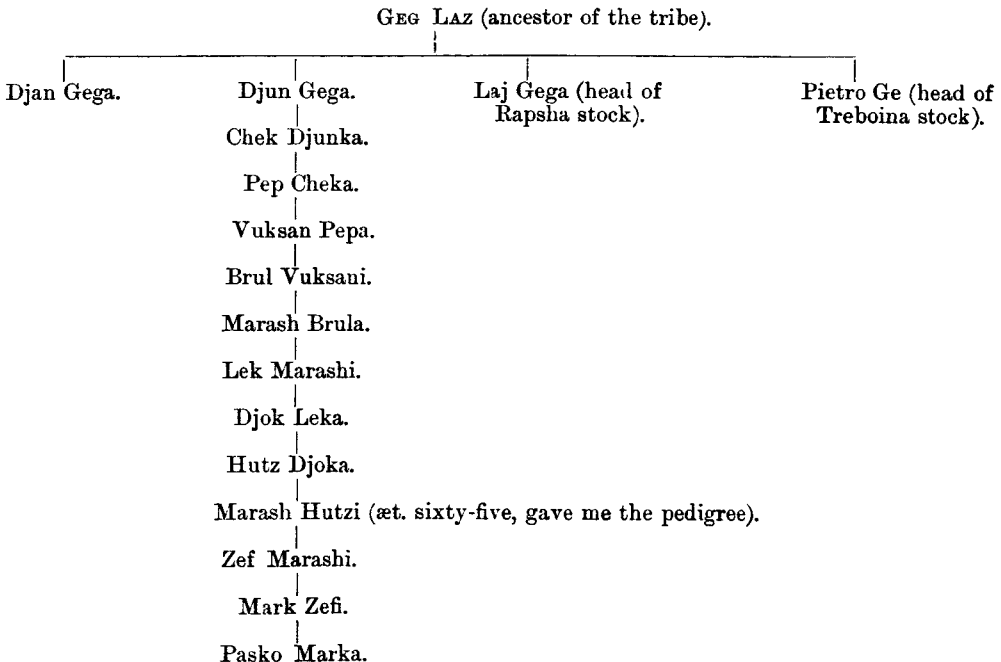 GEG LAZ (ancestor of the tribe).
Djan Gega. Djun Gega. Laj Gega (head of Rapsha stock). Pietro Ge (head of Treboina stock).
Chek Djunka.
Pep Cheka.
Vuksan Pepa.
Brul Vuksani.
Marash Brula.
Lek Marashi.
Djok Leka.
Hutz Djoka.
Marash Hutzi (æt. sixty-five, gave me the pedigree).
Zef Marashi.
Mark Zefi.
Pasko Marka.